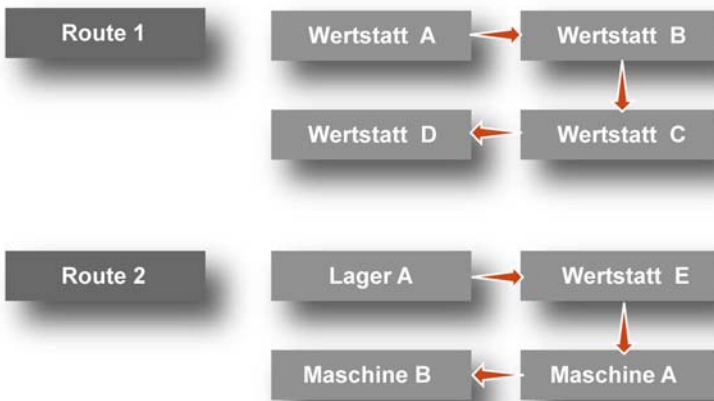 Route 1
Wertstatt A
Wertstatt B
Wertstatt D
Wertstatt C
Route 2
Lager A
Wertstatt E
Maschine B
Maschine A